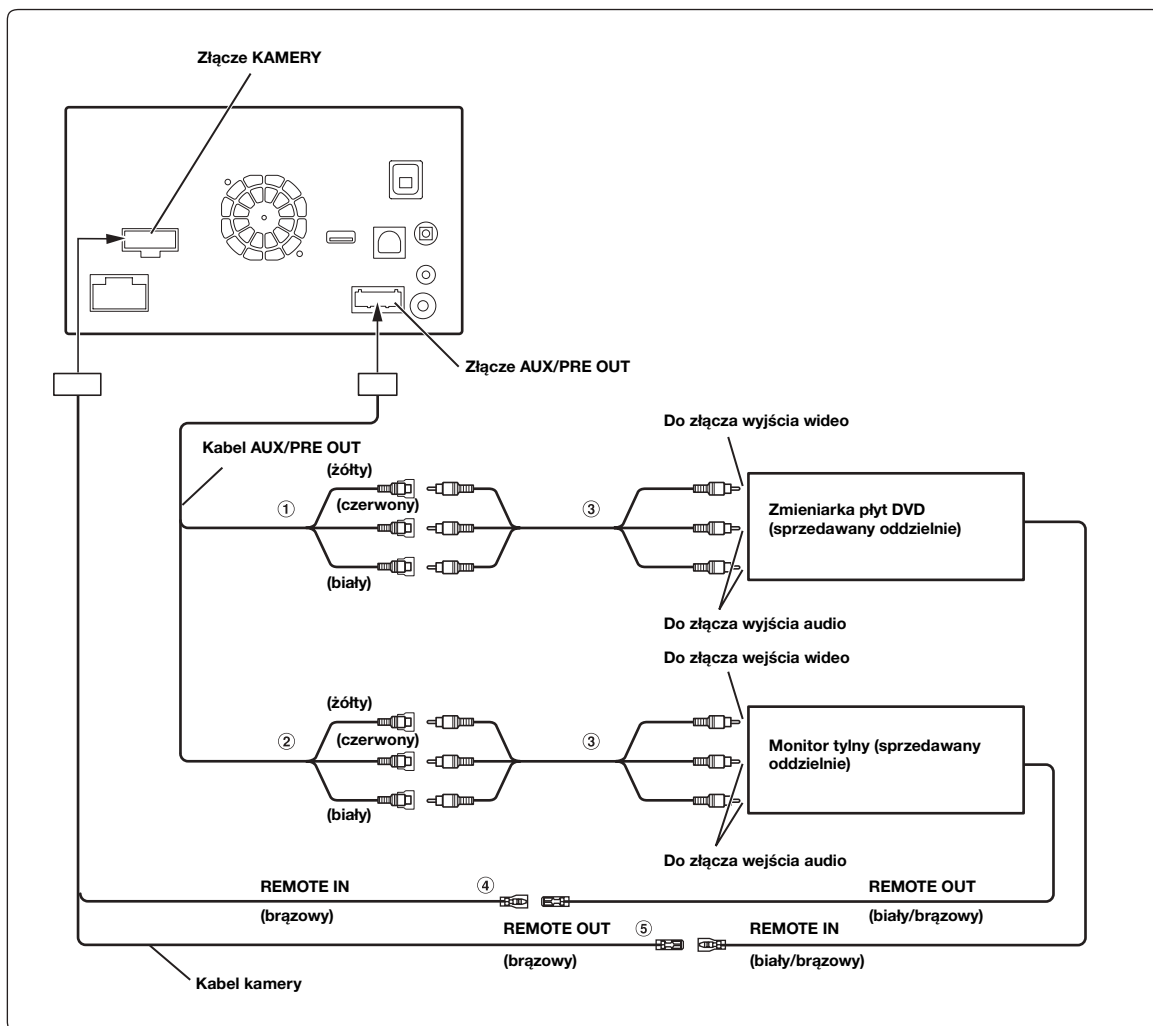 Złącze KAMERY
Złącze AUX/PRE OUT
Do złącza wyjścia wideo
Kabel AUX/PRE OUT
(żółty)
(czerwony)
①
③
Zmieniarka płyt DVD
(sprzedawany oddzielnie)
(biały)
Do złącza wyjścia audio
Do złącza wejścia wideo
(żółty)
(czerwony)
②
③
Monitor tylny (sprzedawany
oddzielnie)
(biały)
Do złącza wejścia audio
REMOTE IN
④
REMOTE OUT
(brązowy)
(biały/brązowy)
REMOTE OUT
⑤
REMOTE IN
(brązowy)
(biały/brązowy)
Kabel kamery